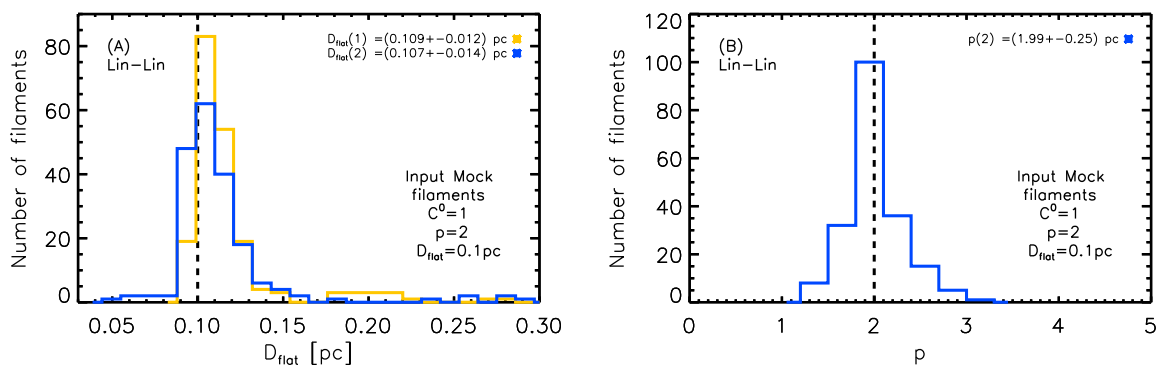 (A)
Lin-Lin
D_flat(1) =(0.109+-0.012) pc
D_flat(2) =(0.107+-0.014) pc
Input Mock
filaments
C^0=1
p=2
D_flat=0.1pc
Number of filaments
80
60
40
20
0
0.05 0.10 0.15 0.20 0.25 0.30
D_flat [pc]
(B)
Lin-Lin
p(2) =(1.99+-0.25) pc
Input Mock
filaments
C^0=1
p=2
D_flat=0.1pc
Number of filaments
120
100
80
60
40
20
0
0 1 2 3 4 5
p